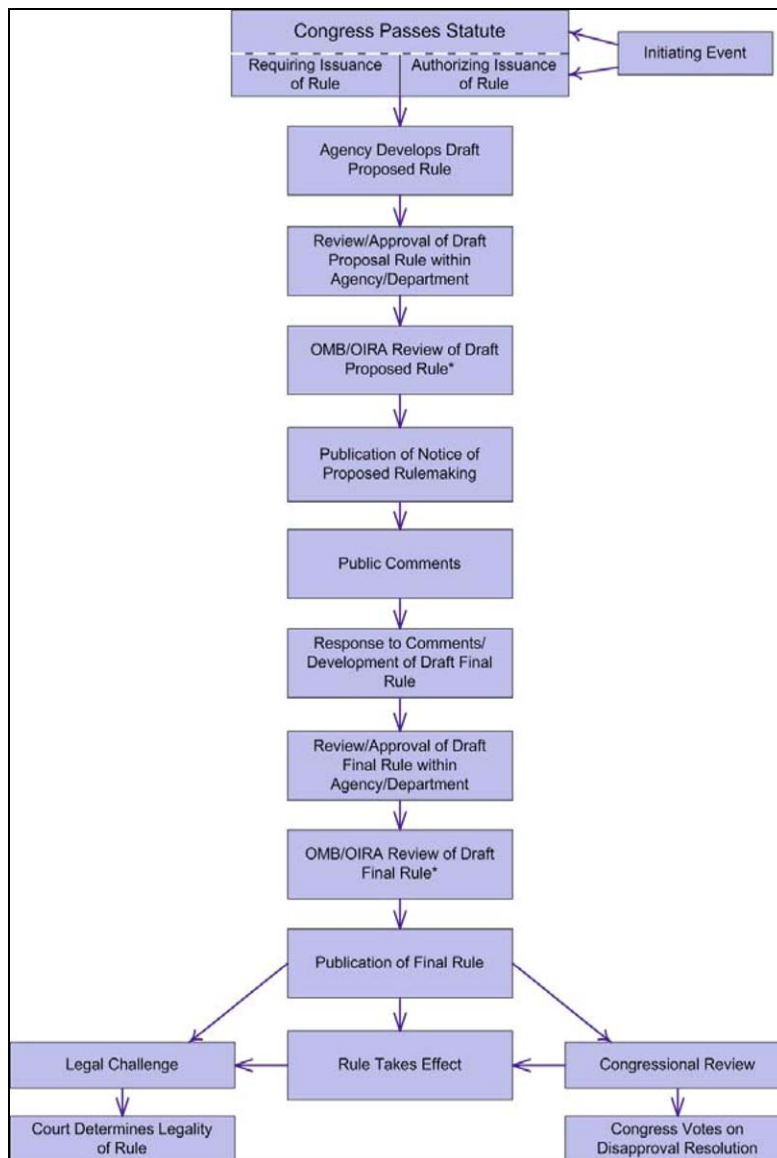 Congress Passes Statute
Initiating Event
Requiring Issuance
of Rule
Authorizing Issuance
of Rule
Agency Develops Draft
Proposed Rule
Review/Approval of Draft
Proposal Rule within
Agency/Department
OMB/OIRA Review of Draft
Proposed Rule*
Publication of Notice of
Proposed Rulemaking
Public Comments
Response to Comments/
Development of Draft Final
Rule
Review/Approval of Draft
Final Rule within
Agency/Department
OMB/OIRA Review of Draft
Final Rule*
Publication of Final Rule
Legal Challenge
Rule Takes Effect
Congressional Review
Court Determines Legality
of Rule
Congress Votes on
Disapproval Resolution